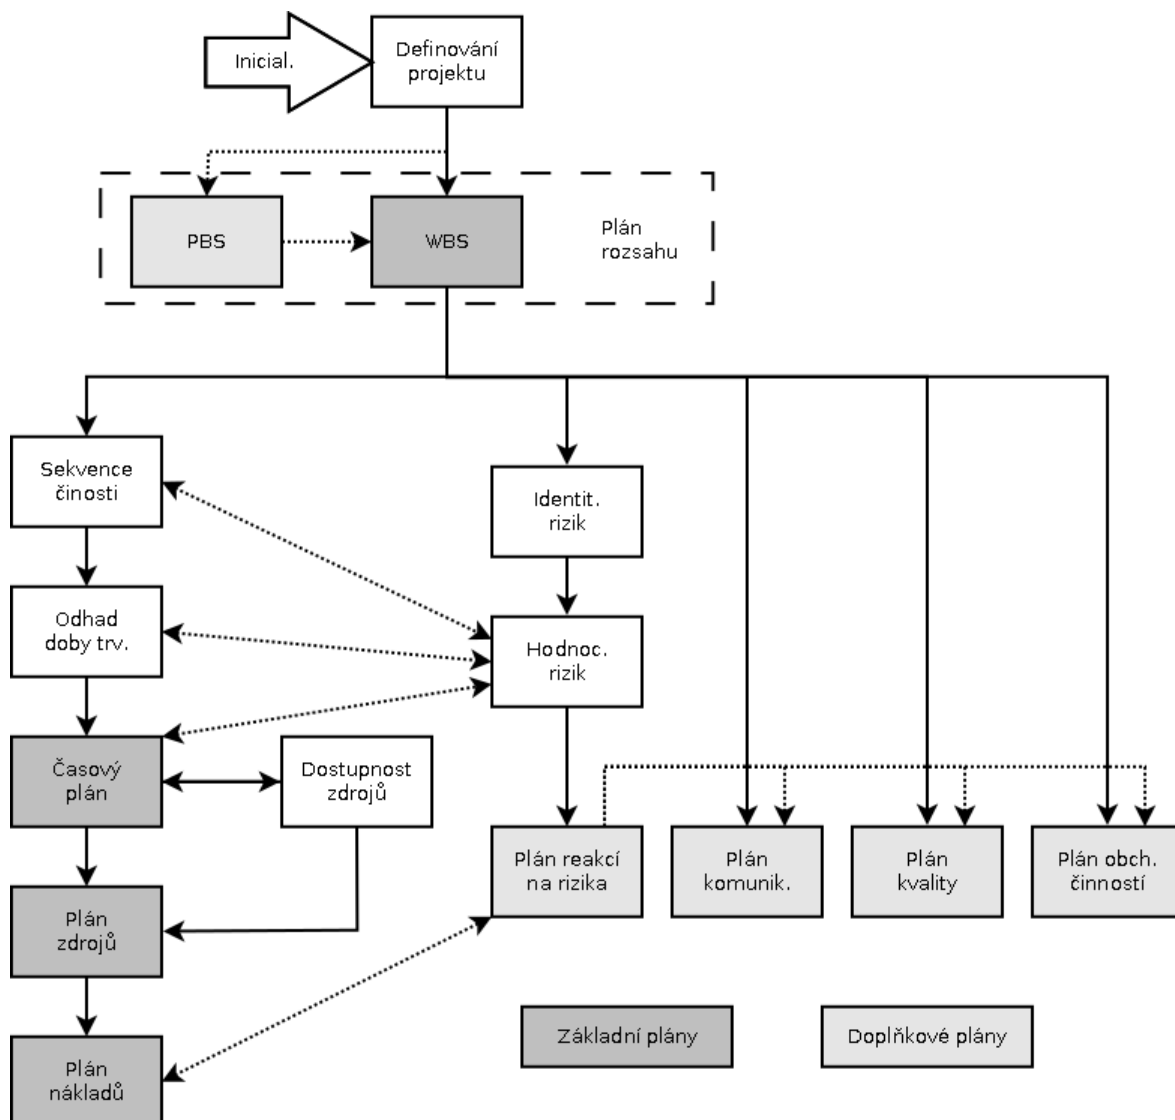 Inicial.
Definování
projektu
PBS
WBS
Plán
rozsahu
Sekvence
činosti
Identit.
rizik
Odhad
doby trv.
Hodnoc.
rizik
Časový
plán
Dostupnost
zdrojů
Plán reakcí
na rizika
Plán
komunik.
Plán
kvality
Plán obch.
činností
Plán
zdrojů
Základní plány
Doplňkové plány
Plán
nákladů